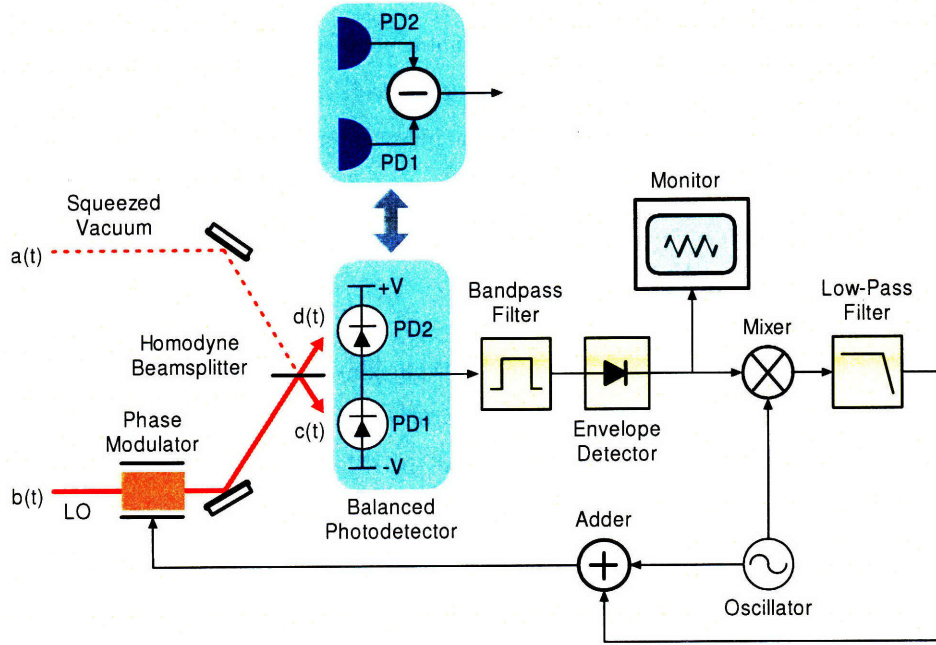 PD2
PD1
Monitor
Squeezed
Vacuum
a(t)
+V
d(t)
PD2
Bandpass
Filter
Low-Pass
Filter
Mixer
Homodyne
Beamsplitter
c(t)
PD1
-V
Phase
Modulator
Envelope
Detector
b(t)
LO
Balanced
Photodetector
Adder
Oscillator